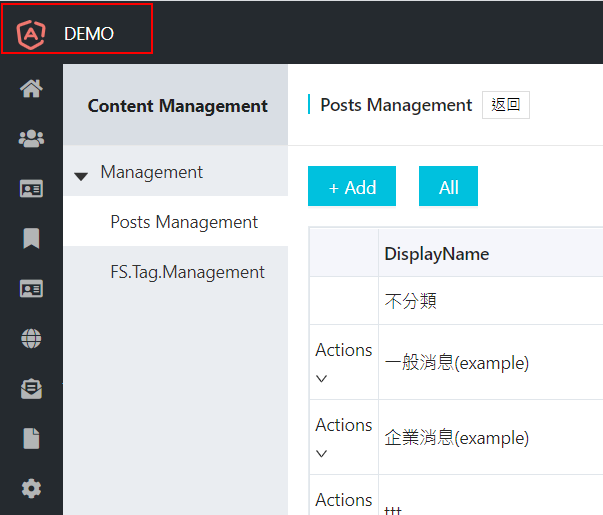 DEMO
Content Management
Posts Management 返回
Management
Posts Management
FS.Tag.Management
+ Add All
DisplayName
不分類
Actions 一般消息(example)
Actions 企業消息(example)
Actions